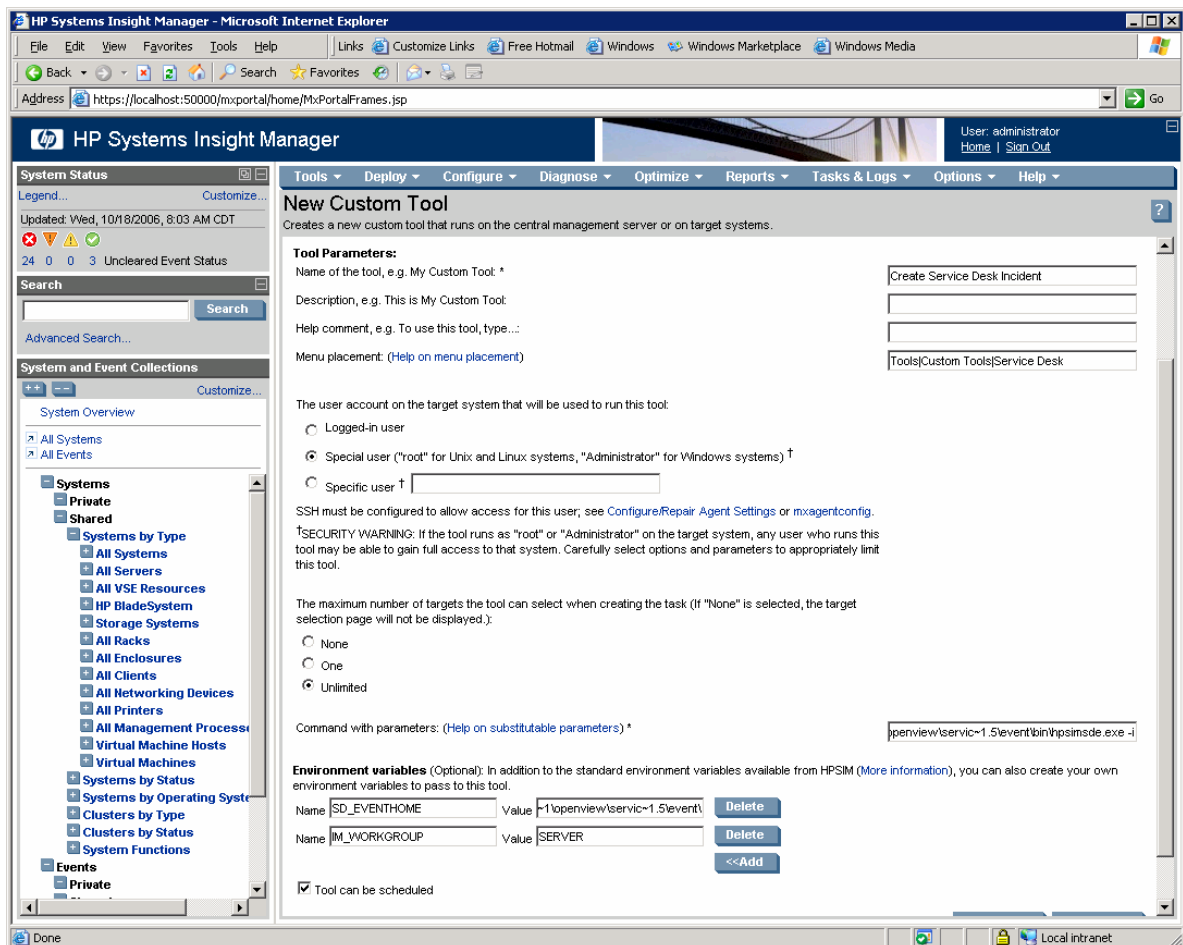 HP Systems Insight Manager - Microsoft Internet Explorer
File Edit View Favorites Tools Help Links Customize Links Free Hotmail Windows Windows Marketplace Windows Media
Back Search Favorites
Address https://localhost:50000/mxportal/home/MxPortalFrames.jsp Go
hp HP Systems Insight Manager
User: administrator
Home | Sign Out
System Status
Legend... Customize...
Updated: Wed, 10/18/2006, 8:03 AM CDT
24 0 0 3 Uncleared Event Status
Search
Search
Advanced Search...
System and Event Collections
++ -- Customize...
System Overview
All Systems
All Events
Systems
Private
Shared
Systems by Type
All Systems
All Servers
All VSE Resources
HP BladeSystem
Storage Systems
All Racks
All Enclosures
All Clients
All Networking Devices
All Printers
All Management Processo
Virtual Machine Hosts
Virtual Machines
Systems by Status
Systems by Operating Syste
Clusters by Type
Clusters by Status
System Functions
Events
Private
Tools Deploy Configure Diagnose Optimize Reports Tasks & Logs Options Help
New Custom Tool ?
Creates a new custom tool that runs on the central management server or on target systems.
Tool Parameters:
Name of the tool, e.g. My Custom Tool: * Create Service Desk Incident
Description, e.g. This is My Custom Tool:
Help comment, e.g. To use this tool, type...:
Menu placement: (Help on menu placement) Tools|Custom Tools|Service Desk
The user account on the target system that will be used to run this tool:
Logged-in user
Special user ("root" for Unix and Linux systems, "Administrator" for Windows systems) †
Specific user †
SSH must be configured to allow access for this user; see Configure/Repair Agent Settings or mxagentconfig.
†SECURITY WARNING: If the tool runs as "root" or "Administrator" on the target system, any user who runs this
tool may be able to gain full access to that system. Carefully select options and parameters to appropriately limit
this tool.
The maximum number of targets the tool can select when creating the task (If "None" is selected, the target
selection page will not be displayed.):
None
One
Unlimited
Command with parameters: (Help on substitutable parameters) * openview\servic~1.5\event\bin\hpsimsde.exe -i
Environment variables (Optional): In addition to the standard environment variables available from HPSIM (More information), you can also create your own
environment variables to pass to this tool.
Name SD_EVENTHOME Value ~1\openview\servic~1.5\event\ Delete
Name IM_WORKGROUP Value SERVER Delete
<<Add
Tool can be scheduled
Done Local intranet